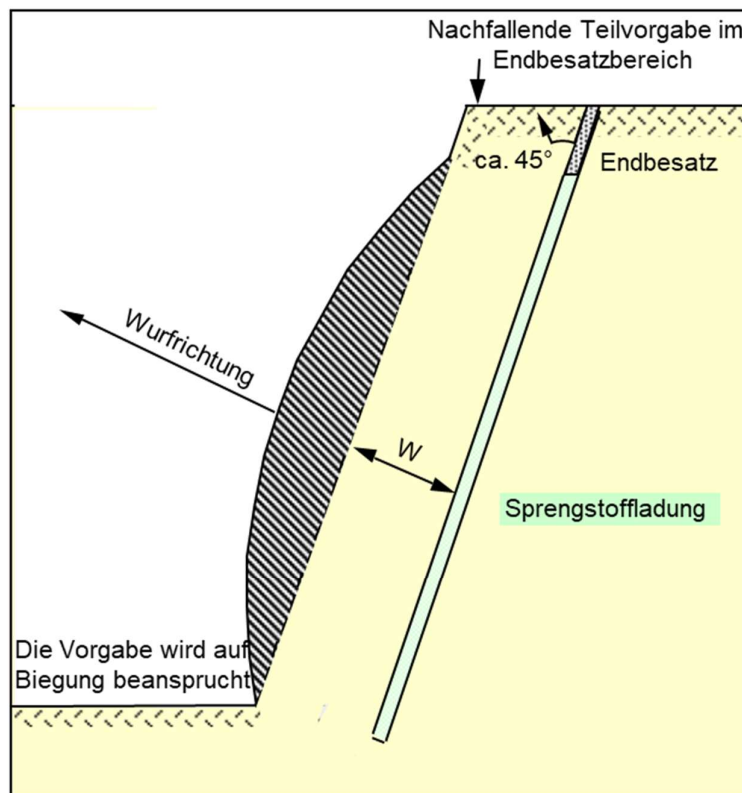 Nachfallende Teilvorgabe im
Endbesatzbereich
ca. 45°
Endbesatz
Wurfrichtung
W
Sprengstoffladung
Die Vorgabe wird auf
Biegung beansprucht